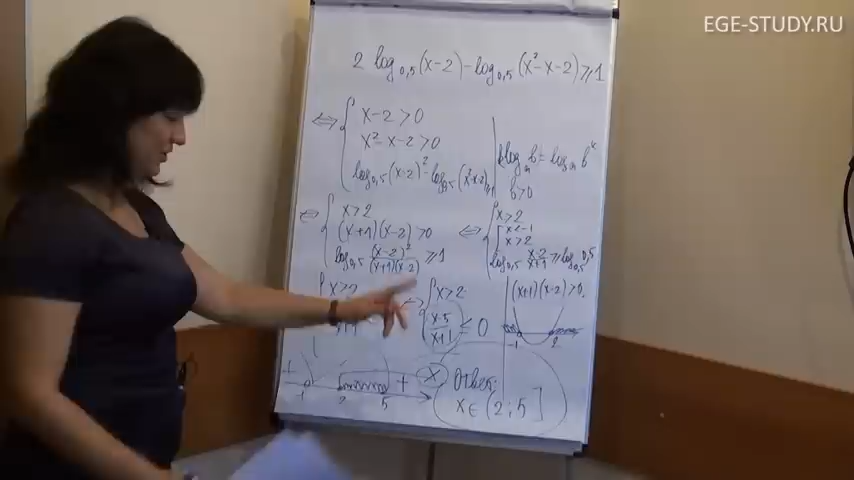 EGE-STUDY.RU
2 log₀,₅(x-2) - log₀,₅(x²-x-2) ⩾ 1
⇔ { x-2>0
x²-x-2>0
log₀,₅(x-2)² - log₀,₅(x²-x-2)
log b = log b
b>0
⇔ { x>2
(x+1)(x-2)>0
log₀,₅ (x-2)²/(x+1)(x-2) ⩾ 1
⇔ { x>2
[ x<-1
x>2
log₀,₅ x-2/x+1 ⩾ log₀,₅ 0,5
{ x>2
x+1
{ x>2
x-5/x+1 ⩽ 0
(x+1)(x-2)>0.
-1 2
-1 2 5 + x
Ответ:
x∈(2;5]